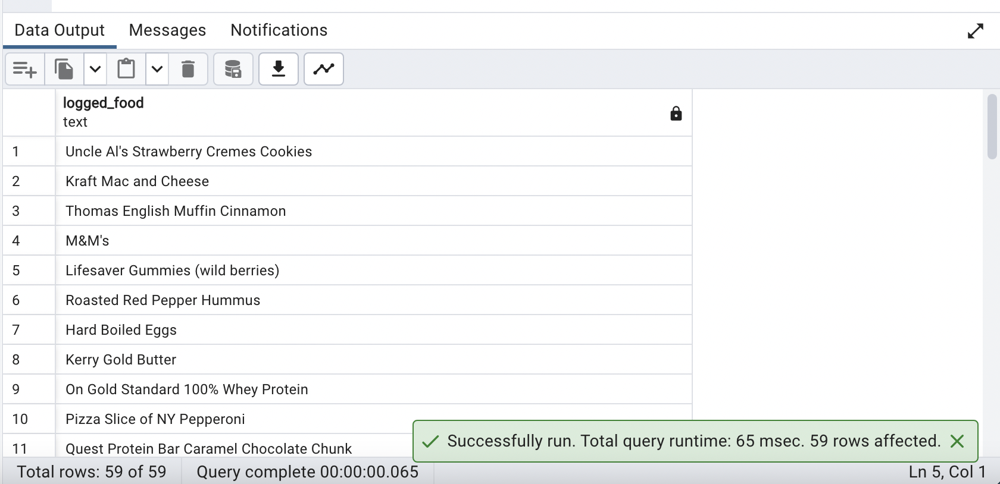 Data Output Messages Notifications
logged_food
text
1 Uncle Al's Strawberry Cremes Cookies
2 Kraft Mac and Cheese
3 Thomas English Muffin Cinnamon
4 M&M's
5 Lifesaver Gummies (wild berries)
6 Roasted Red Pepper Hummus
7 Hard Boiled Eggs
8 Kerry Gold Butter
9 On Gold Standard 100% Whey Protein
10 Pizza Slice of NY Pepperoni
11 Quest Protein Bar Caramel Chocolate Chunk
Successfully run. Total query runtime: 65 msec. 59 rows affected.
Total rows: 59 of 59 Query complete 00:00:00.065 Ln 5, Col 1